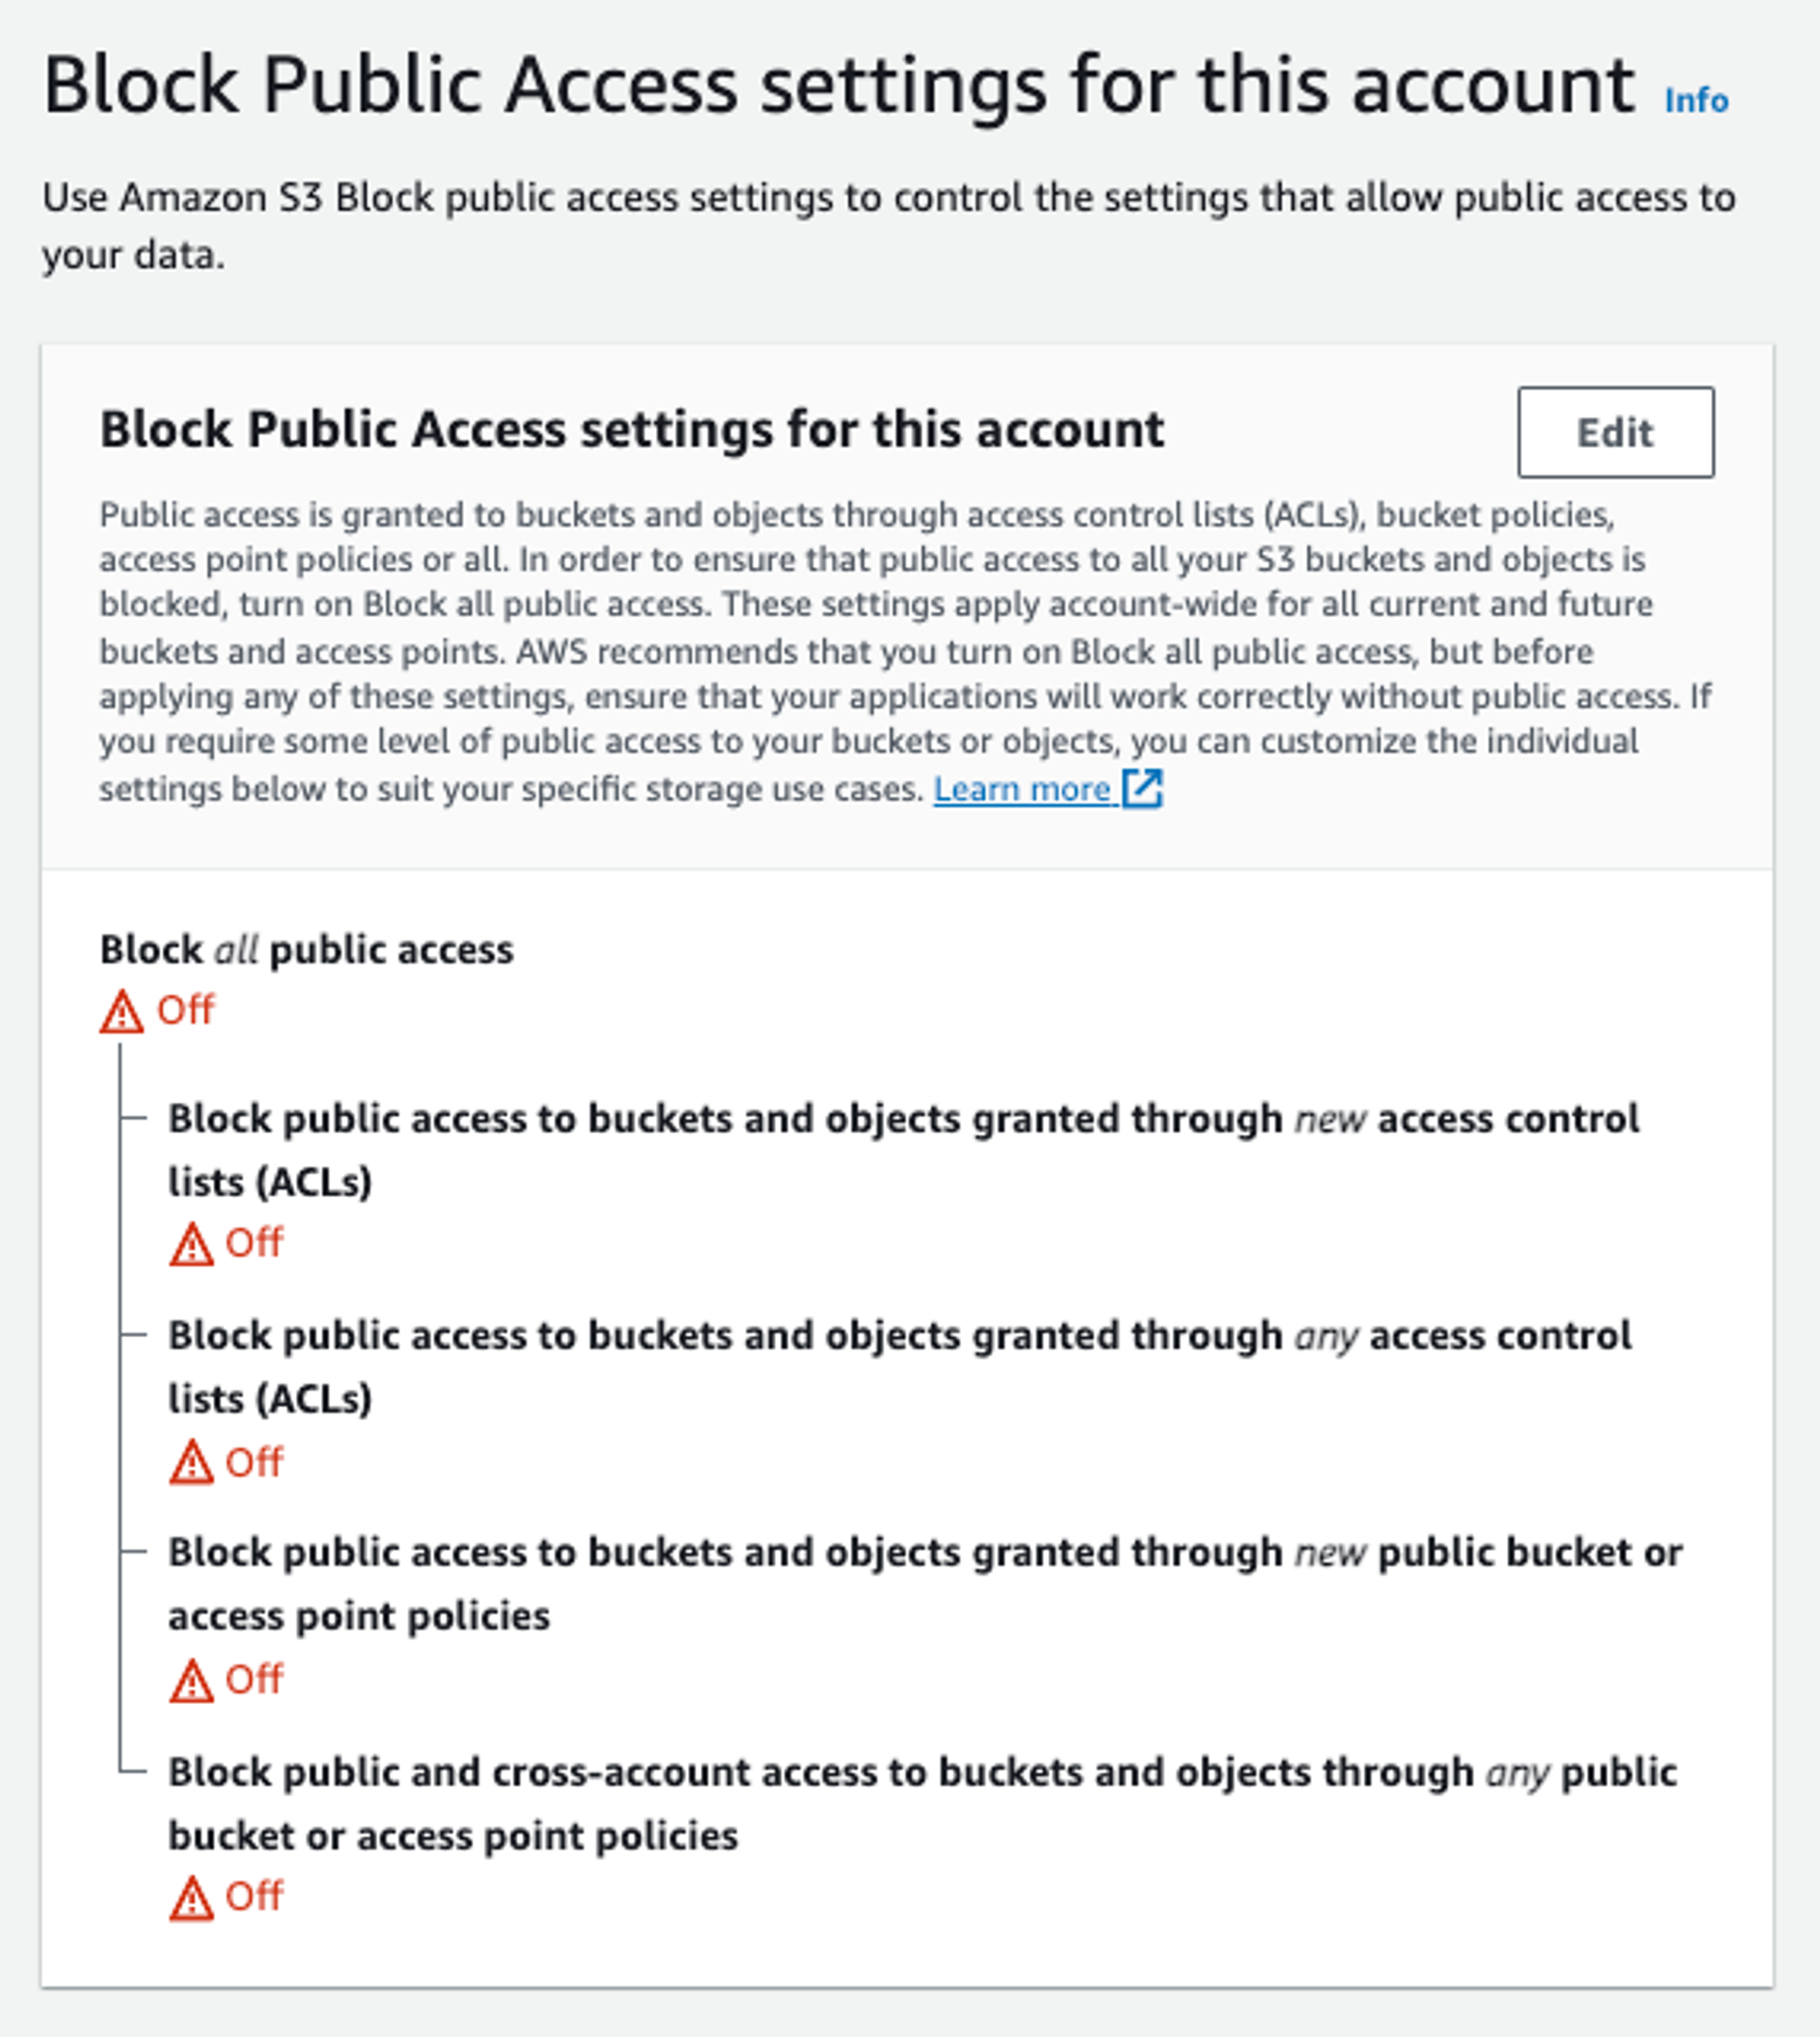 Block Public Access settings for this account Info
Use Amazon S3 Block public access settings to control the settings that allow public access to
your data.
Block Public Access settings for this account
Edit
Public access is granted to buckets and objects through access control lists (ACLs), bucket policies,
access point policies or all. In order to ensure that public access to all your S3 buckets and objects is
blocked, turn on Block all public access. These settings apply account-wide for all current and future
buckets and access points. AWS recommends that you turn on Block all public access, but before
applying any of these settings, ensure that your applications will work correctly without public access. If
you require some level of public access to your buckets or objects, you can customize the individual
settings below to suit your specific storage use cases. Learn more
Block all public access
Off
Block public access to buckets and objects granted through new access control
lists (ACLs)
Off
Block public access to buckets and objects granted through any access control
lists (ACLs)
Off
Block public access to buckets and objects granted through new public bucket or
access point policies
Off
Block public and cross-account access to buckets and objects through any public
bucket or access point policies
Off